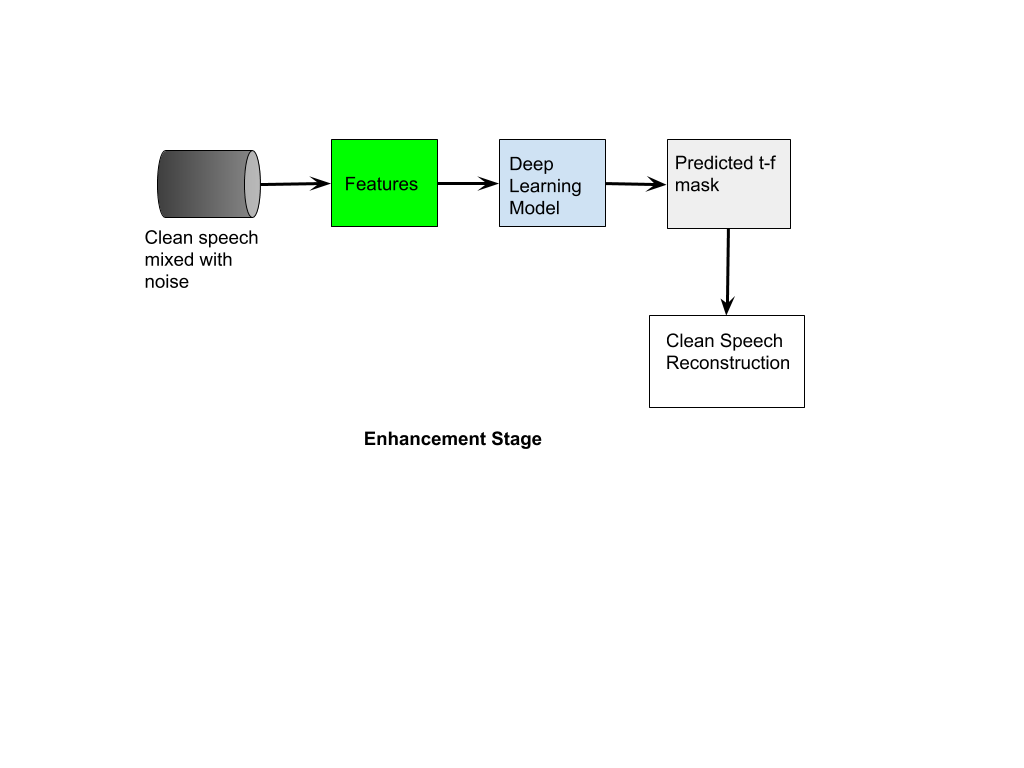 Clean speech
mixed with
noise
Features
Deep
Learning
Model
Predicted t-f
mask
Clean Speech
Reconstruction
Enhancement Stage